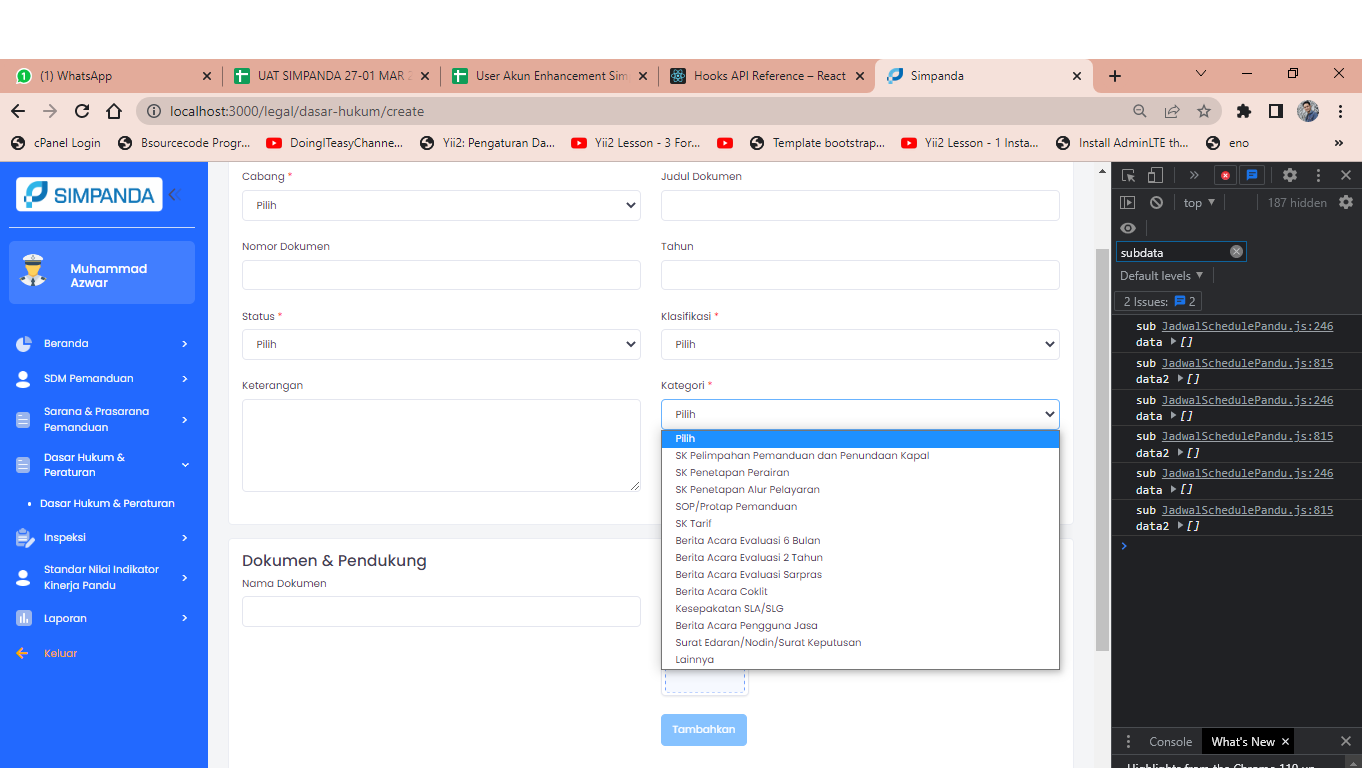 (1) WhatsApp
UAT SIMPANDA 27-01 MAR 2
User Akun Enhancement Sim
Hooks API Reference – React
Simpanda
localhost:3000/legal/dasar-hukum/create
cPanel Login
Bsourcecode Progr...
DoingITeasyChanne...
Yii2: Pengaturan Da...
Yii2 Lesson - 3 For...
Template bootstrap...
Yii2 Lesson - 1 Insta...
Install AdminLTE th...
eno
»
SIMPANDA
Muhammad
Azwar
Beranda
SDM Pemanduan
Sarana & Prasarana
Pemanduan
Dasar Hukum &
Peraturan
Dasar Hukum & Peraturan
Inspeksi
Standar Nilai Indikator
Kinerja Pandu
Laporan
Keluar
Cabang *
Pilih
Judul Dokumen
Nomor Dokumen
Tahun
Status *
Pilih
Klasifikasi *
Pilih
Keterangan
Kategori *
Pilih
Pilih
SK Pelimpahan Pemanduan dan Penundaan Kapal
SK Penetapan Perairan
SK Penetapan Alur Pelayaran
SOP/Protap Pemanduan
SK Tarif
Berita Acara Evaluasi 6 Bulan
Berita Acara Evaluasi 2 Tahun
Berita Acara Evaluasi Sarpras
Berita Acara Coklit
Kesepakatan SLA/SLG
Berita Acara Pengguna Jasa
Surat Edaran/Nodin/Surat Keputusan
Lainnya
Dokumen & Pendukung
Nama Dokumen
Tambahkan
»
top ▼
187 hidden
subdata
Default levels ▼
2 Issues: 2
sub JadwalSchedulePandu.js:246
data ▶[]
sub JadwalSchedulePandu.js:815
data2 ▶[]
sub JadwalSchedulePandu.js:246
data ▶[]
sub JadwalSchedulePandu.js:815
data2 ▶[]
sub JadwalSchedulePandu.js:246
data ▶[]
sub JadwalSchedulePandu.js:815
data2 ▶[]
Console
What's New
Highlights from the Chrome 110 up